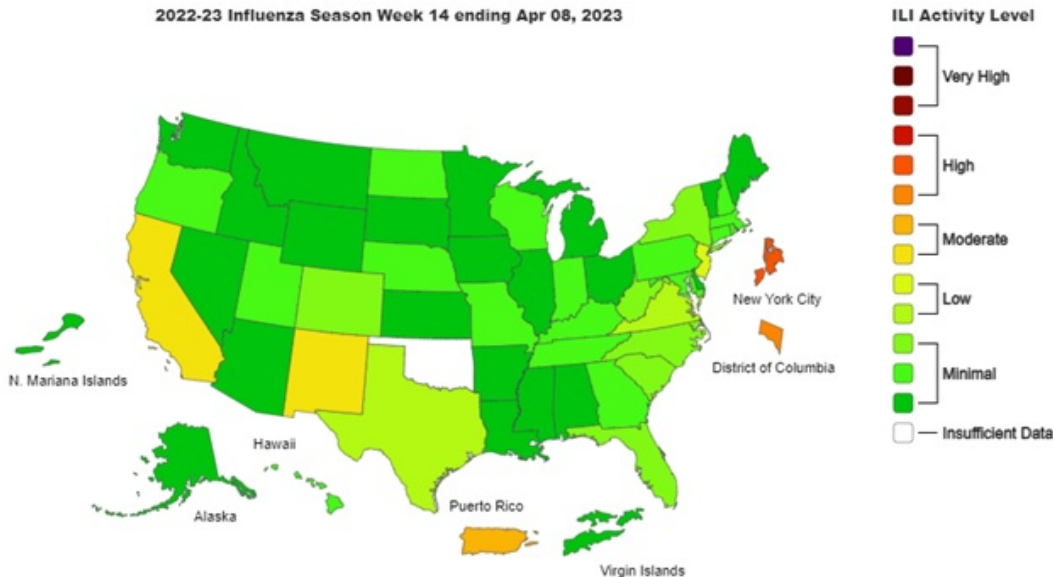 2022-23 Influenza Season Week 14 ending Apr 08, 2023
ILI Activity Level
Very High
High
Moderate
Low
Minimal
Insufficient Data
New York City
District of Columbia
N. Mariana Islands
Hawaii
Alaska
Puerto Rico
Virgin Islands